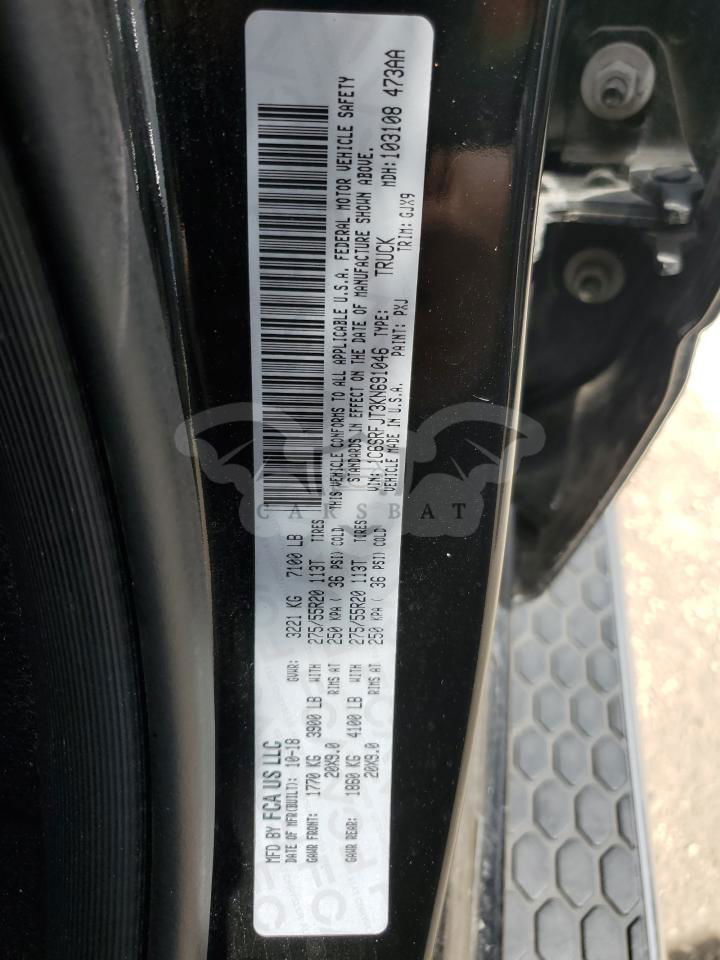 MFD BY FCA US LLC
DATE OF MFR(BUILT): 10-18 GVWR: 3221 KG 7100 LB
GAWR FRONT: 1770 KG 3900 LB WITH 275/55R20 113T TIRES
20X9.0 RIMS AT 250 KPA ( 36 PSI) COLD
GAWR REAR: 1860 KG 4100 LB WITH 275/55R20 113T TIRES
20X9.0 RIMS AT 250 KPA ( 36 PSI) COLD
THIS VEHICLE CONFORMS TO ALL APPLICABLE U.S.A. FEDERAL MOTOR VEHICLE SAFETY
STANDARDS IN EFFECT ON THE DATE OF MANUFACTURE SHOWN ABOVE.
VIN: 1C6SRFJT3KN691046 TYPE: TRUCK MDH: 103108 473AA
VEHICLE MADE IN U.S.A. PAINT: PXJ TRIM: GJX9
CARSBAT